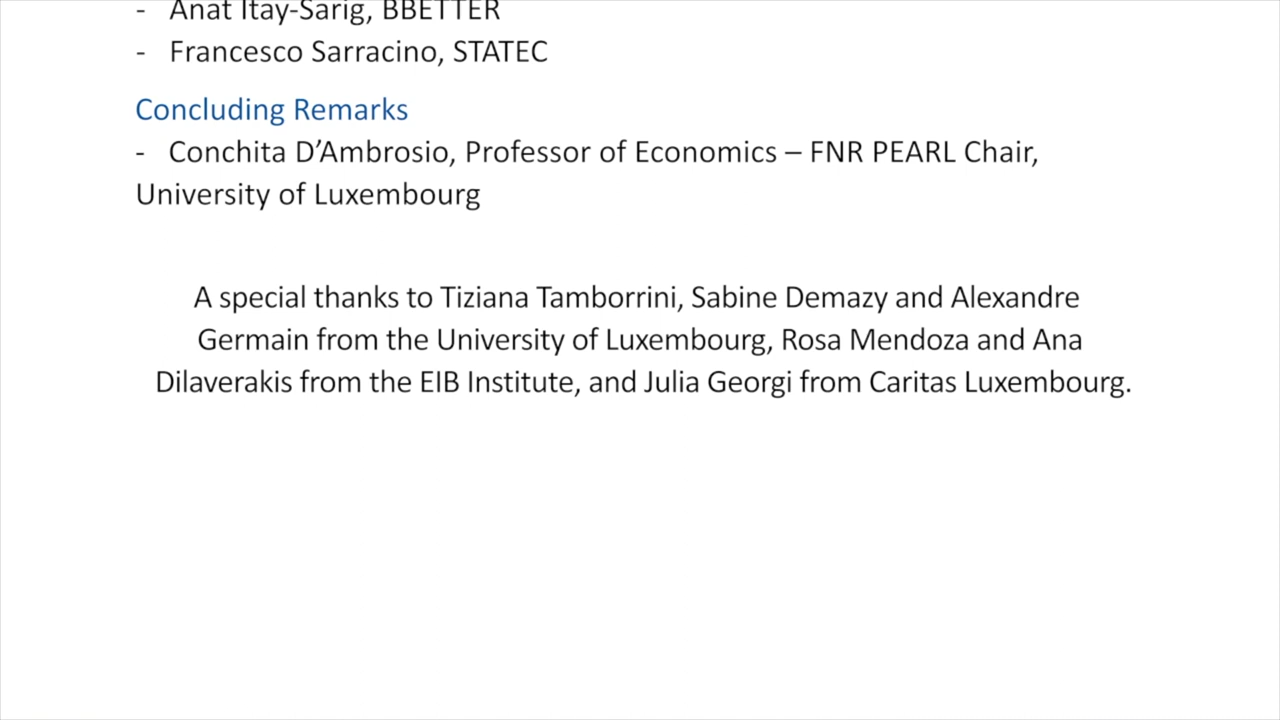 - Anat Itay-Sarig, BBETTER
- Francesco Sarracino, STATEC
Concluding Remarks
- Conchita D’Ambrosio, Professor of Economics – FNR PEARL Chair,
University of Luxembourg
A special thanks to Tiziana Tamborrini, Sabine Demazy and Alexandre
Germain from the University of Luxembourg, Rosa Mendoza and Ana
Dilaverakis from the EIB Institute, and Julia Georgi from Caritas Luxembourg.